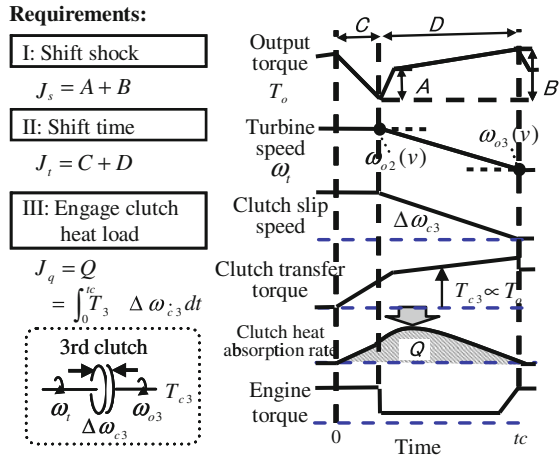 Requirements:
I: Shift shock
J_s = A + B
II: Shift time
J_t = C + D
III: Engage clutch
heat load
J_q = Q
= ∫_0^tc T_3 Δω_c3 dt
3rd clutch
T_c3
ω_t
Δω_c3
ω_o3
C
D
Output
torque
T_o
A
B
Turbine
speed
ω_t
ω_o2(v)
ω_o3(v)
Clutch slip
speed
Δω_c3
Clutch transfer
torque
T_c3 ∝ T_o
Clutch heat
absorption rate
Q
Engine
torque
0
Time
tc